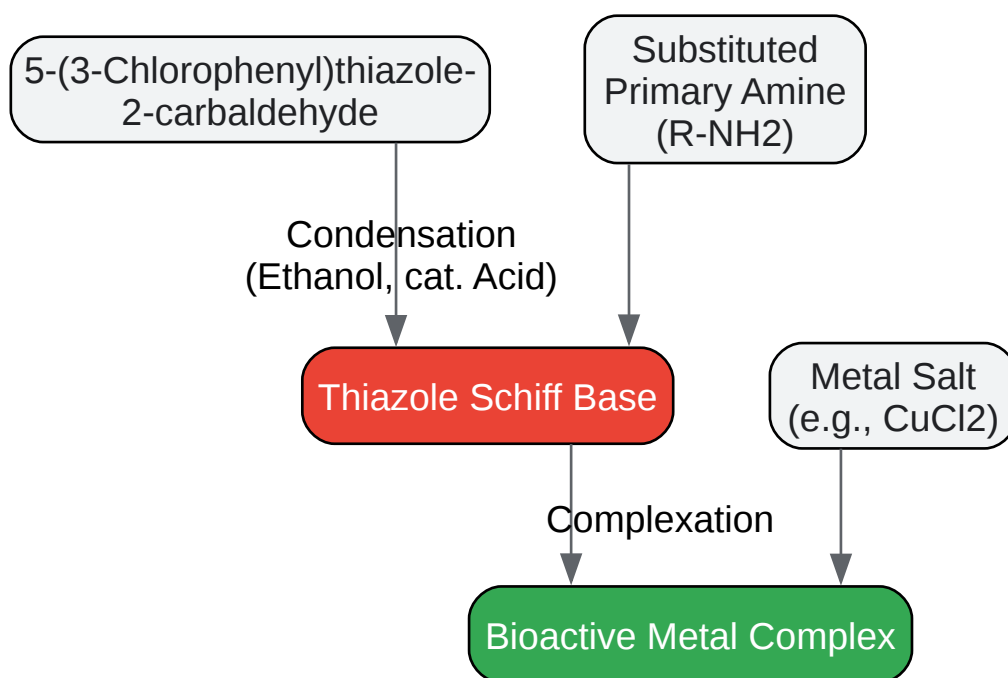 5-(3-Chlorophenyl)thiazole-
2-carbaldehyde
Substituted
Primary Amine
(R-NH2)
Condensation
(Ethanol, cat. Acid)
Thiazole Schiff Base
Metal Salt
(e.g., CuCl2)
Complexation
Bioactive Metal Complex